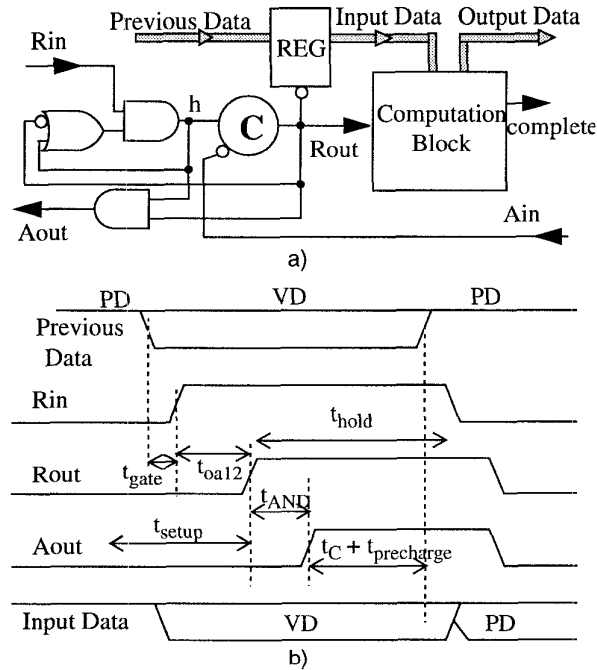 Previous Data
Input Data
Output Data
Rin
REG
h
C
Rout
Computation
Block
complete
Aout
Ain
a)
PD
VD
PD
Previous
Data
Rin
t_hold
Rout
t_gate
t_oa12
t_AND
t_setup
Aout
t_C + t_precharge
Input Data
VD
PD
b)